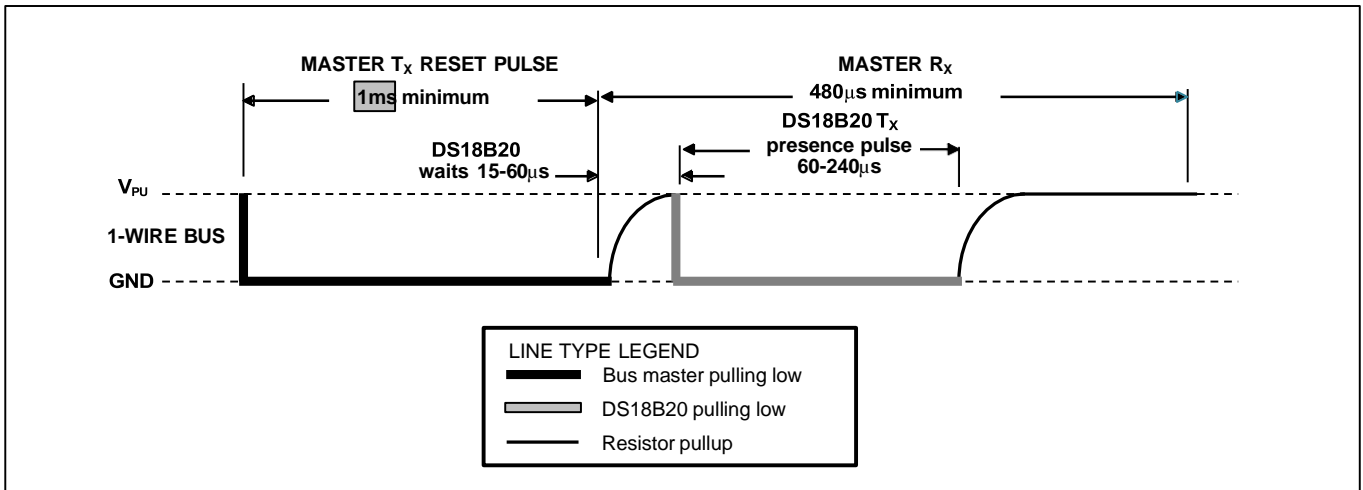 MASTER TX RESET PULSE
1ms minimum
MASTER RX
480μs minimum
DS18B20 TX
presence pulse
60-240μs
DS18B20
waits 15-60μs
VPU
1-WIRE BUS
GND
LINE TYPE LEGEND
Bus master pulling low
DS18B20 pulling low
Resistor pullup